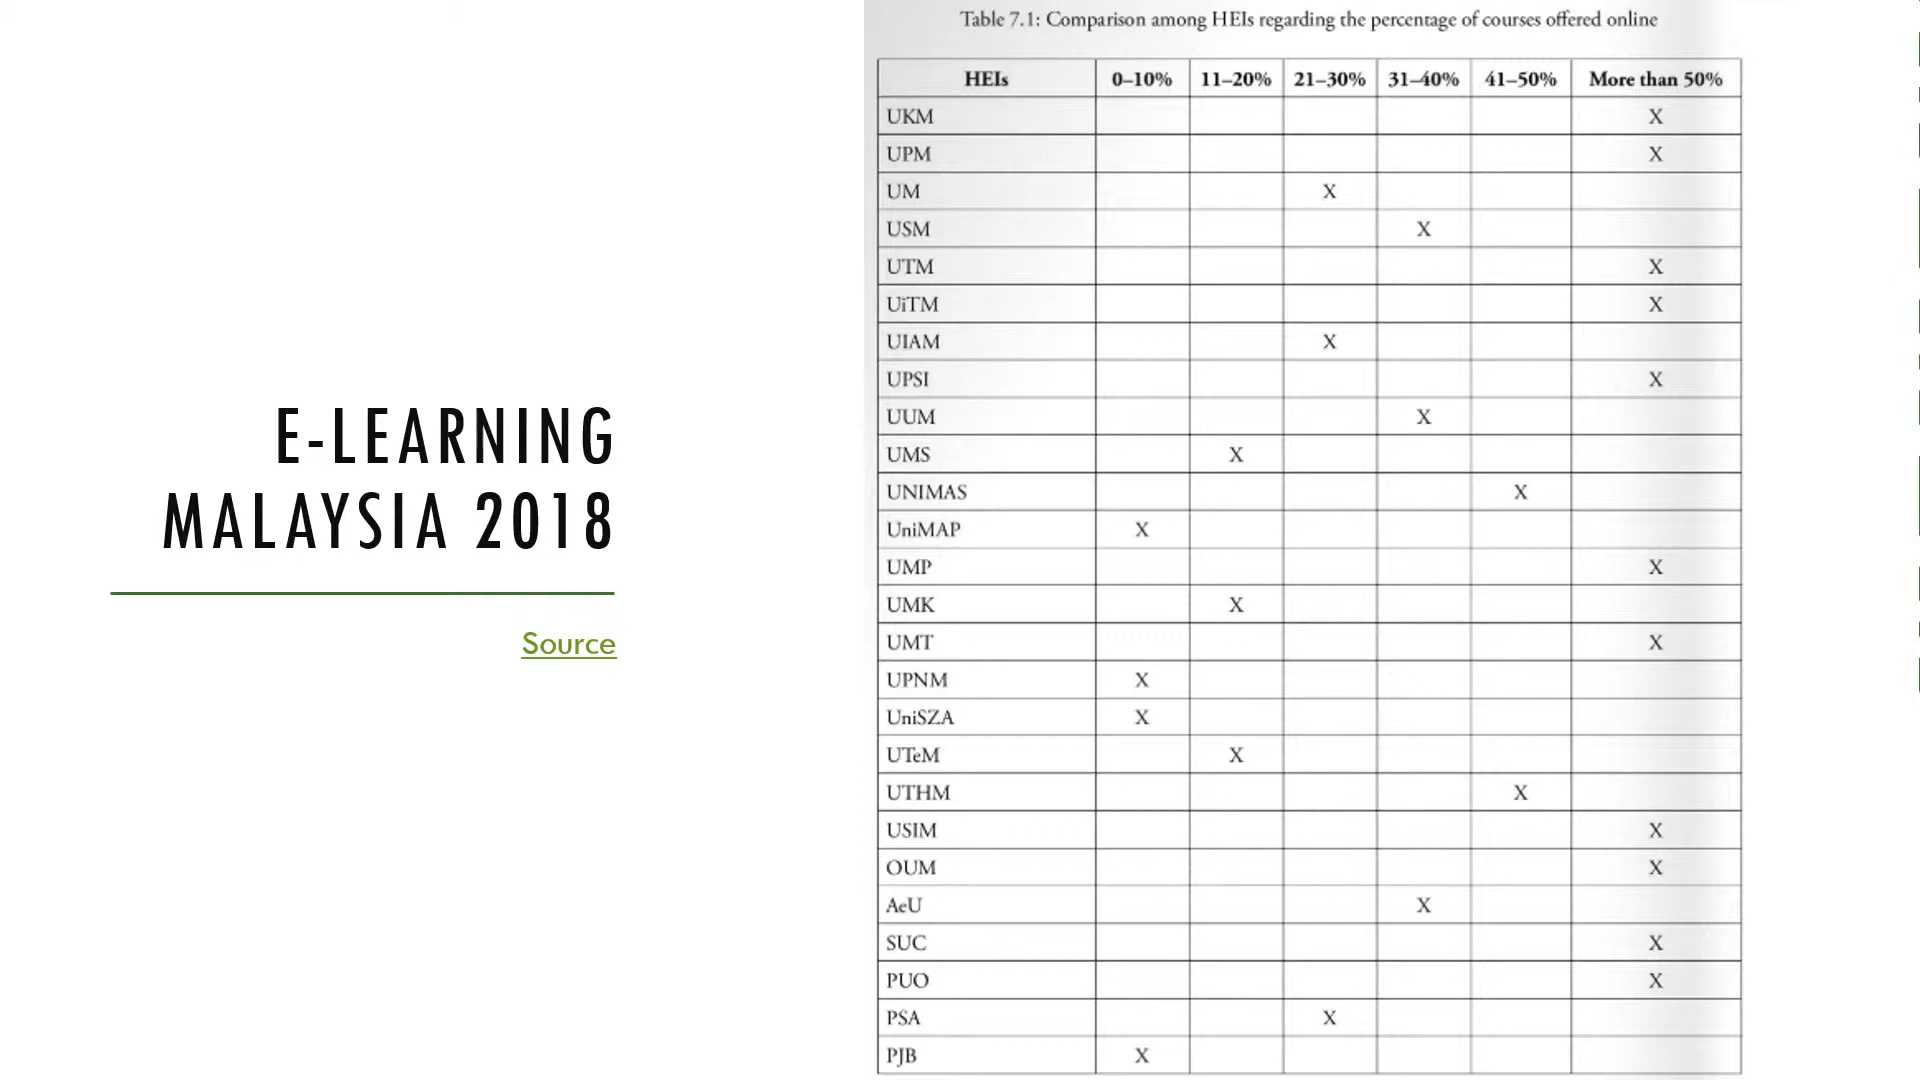 E-LEARNING
MALAYSIA 2018
Source
Table 7.1: Comparison among HEIs regarding the percentage of courses offered online
HEIs 0–10% 11–20% 21–30% 31–40% 41–50% More than 50%
UKM X
UPM X
UM X
USM X
UTM X
UiTM X
UIAM X
UPSI X
UUM X
UMS X
UNIMAS X
UniMAP X
UMP X
UMK X
UMT X
UPNM X
UniSZA X
UTeM X
UTHM X
USIM X
OUM X
AeU X
SUC X
PUO X
PSA X
PJB X